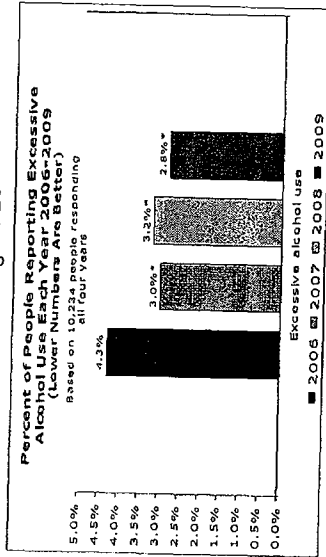 Percent of People Reporting Excessive
Alcohol Use Each Year 2006-2009
(Lower Numbers Are Better)
Based on 10,234 people responding
all four years
5.0%
4.5%
4.0%
3.5%
3.0%
2.5%
2.0%
1.5%
1.0%
0.5%
0.0%
4.3%
3.0%*
3.2%*
2.8%*
Excessive alcohol use
2006 2007 2008 2009